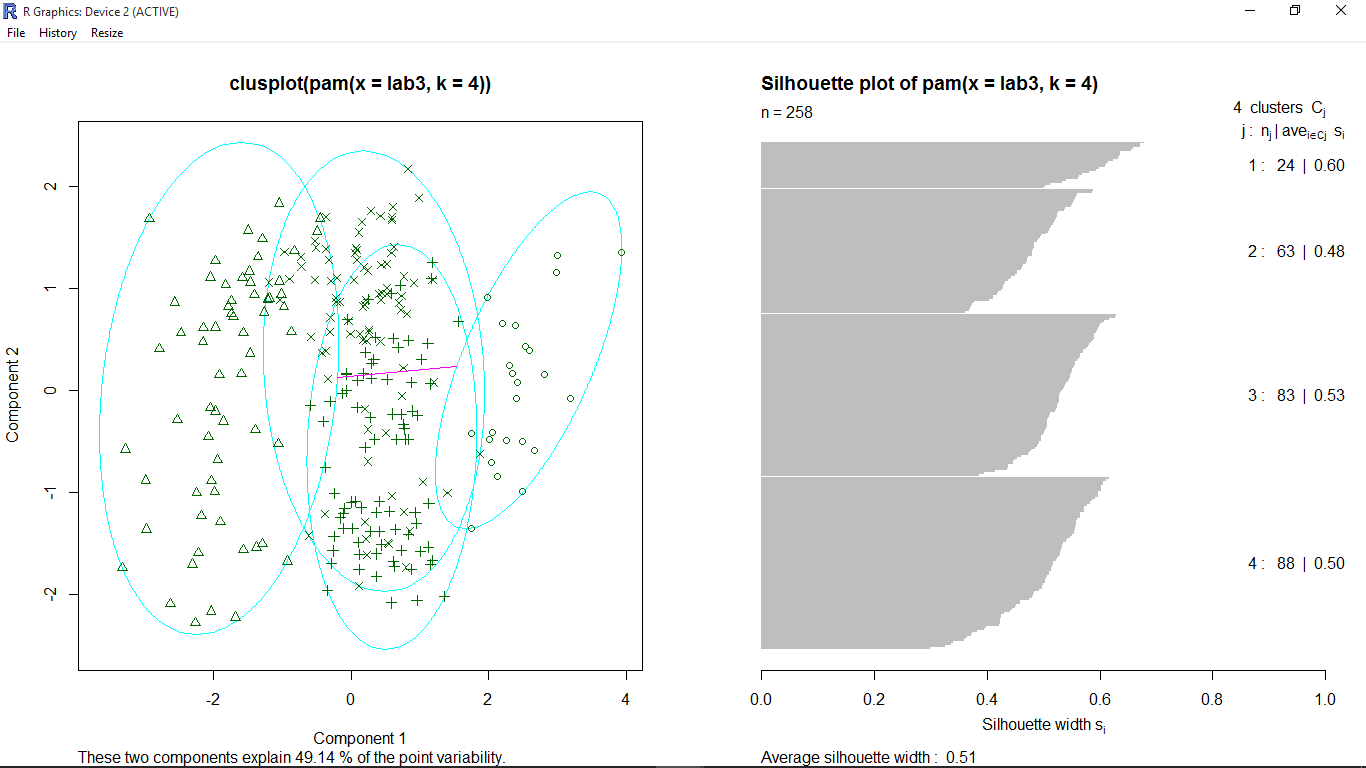 R Graphics: Device 2 (ACTIVE)
File History Resize
clusplot(pam(x = lab3, k = 4))
Component 2
2
1
0
-1
-2
-2 0 2 4
Component 1
These two components explain 49.14 % of the point variability.
Silhouette plot of pam(x = lab3, k = 4)
n = 258
4 clusters Cj
j : nj | avei∈Cj si
1 : 24 | 0.60
2 : 63 | 0.48
3 : 83 | 0.53
4 : 88 | 0.50
0.0 0.2 0.4 0.6 0.8 1.0
Silhouette width si
Average silhouette width : 0.51